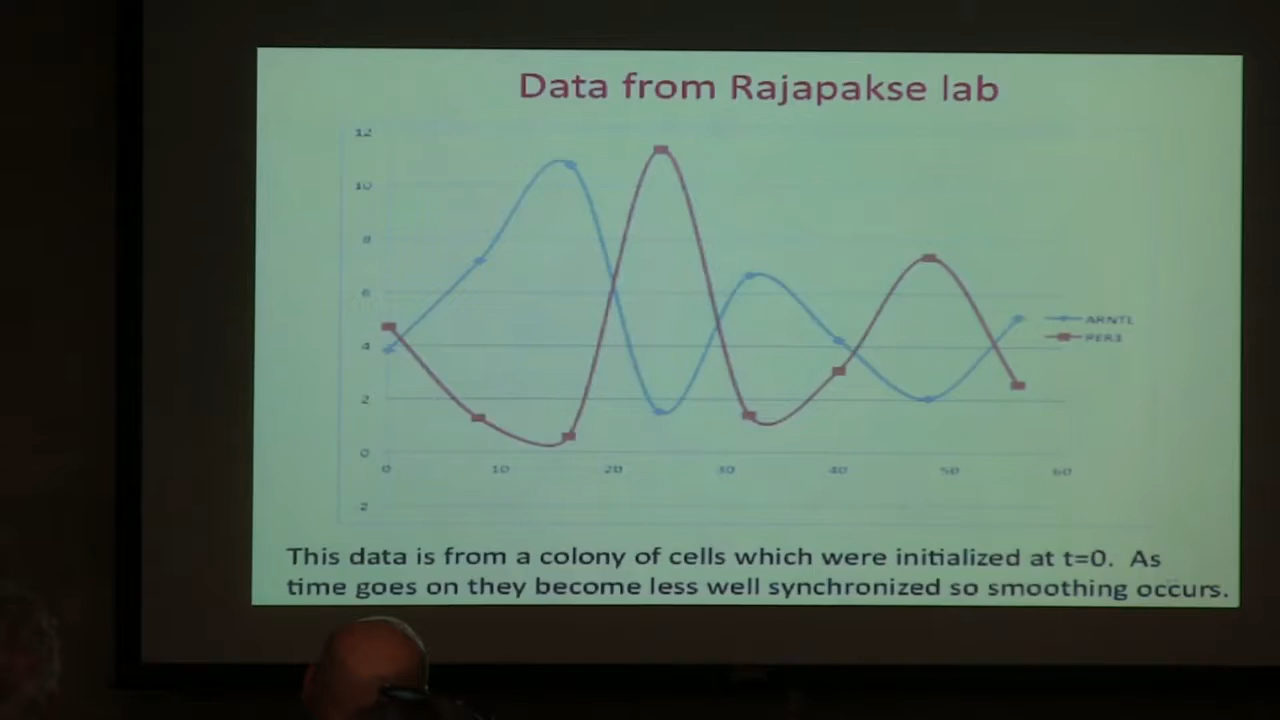 Data from Rajapakse lab
12
10
8
6
4
2
0
2
0 10 20 30 40 50 60
ARNTL
PER3
This data is from a colony of cells which were initialized at t=0. As
time goes on they become less well synchronized so smoothing occurs.